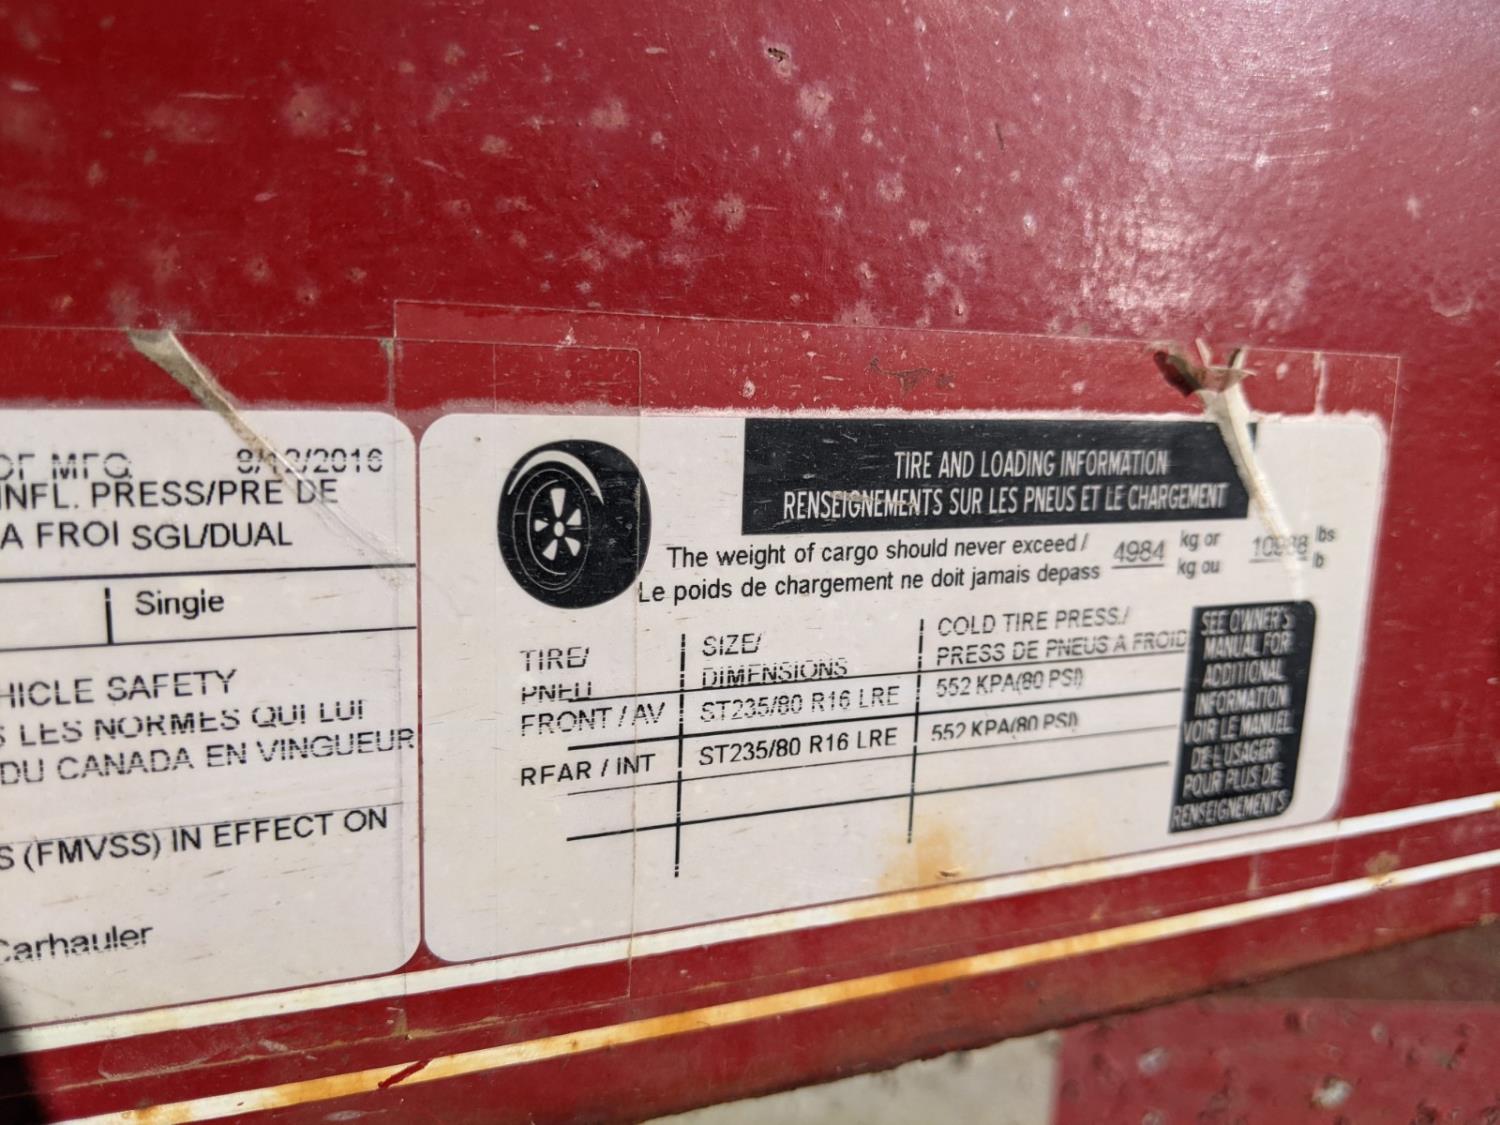 OF MFG. 8/12/2016
INFL. PRESS/PRE DE
A FROI SGL/DUAL
Single
HICLE SAFETY
S LES NORMES QUI LUI
DU CANADA EN VINGUEUR
S (FMVSS) IN EFFECT ON
Carhauler
TIRE AND LOADING INFORMATION
RENSEIGNEMENTS SUR LES PNEUS ET LE CHARGEMENT
The weight of cargo should never exceed / 4984 kg or 10988 lbs
Le poids de chargement ne doit jamais depass kg ou lb
TIRE/ SIZE/ COLD TIRE PRESS./
PNEU DIMENSIONS PRESS DE PNEUS A FROID
FRONT / AV ST235/80 R16 LRE 552 KPA(80 PSI)
REAR / INT ST235/80 R16 LRE 552 KPA(80 PSI)
SEE OWNER'S
MANUAL FOR
ADDITIONAL
INFORMATION
VOIR LE MANUEL
DE L'USAGER
POUR PLUS DE
RENSEIGNEMENTS